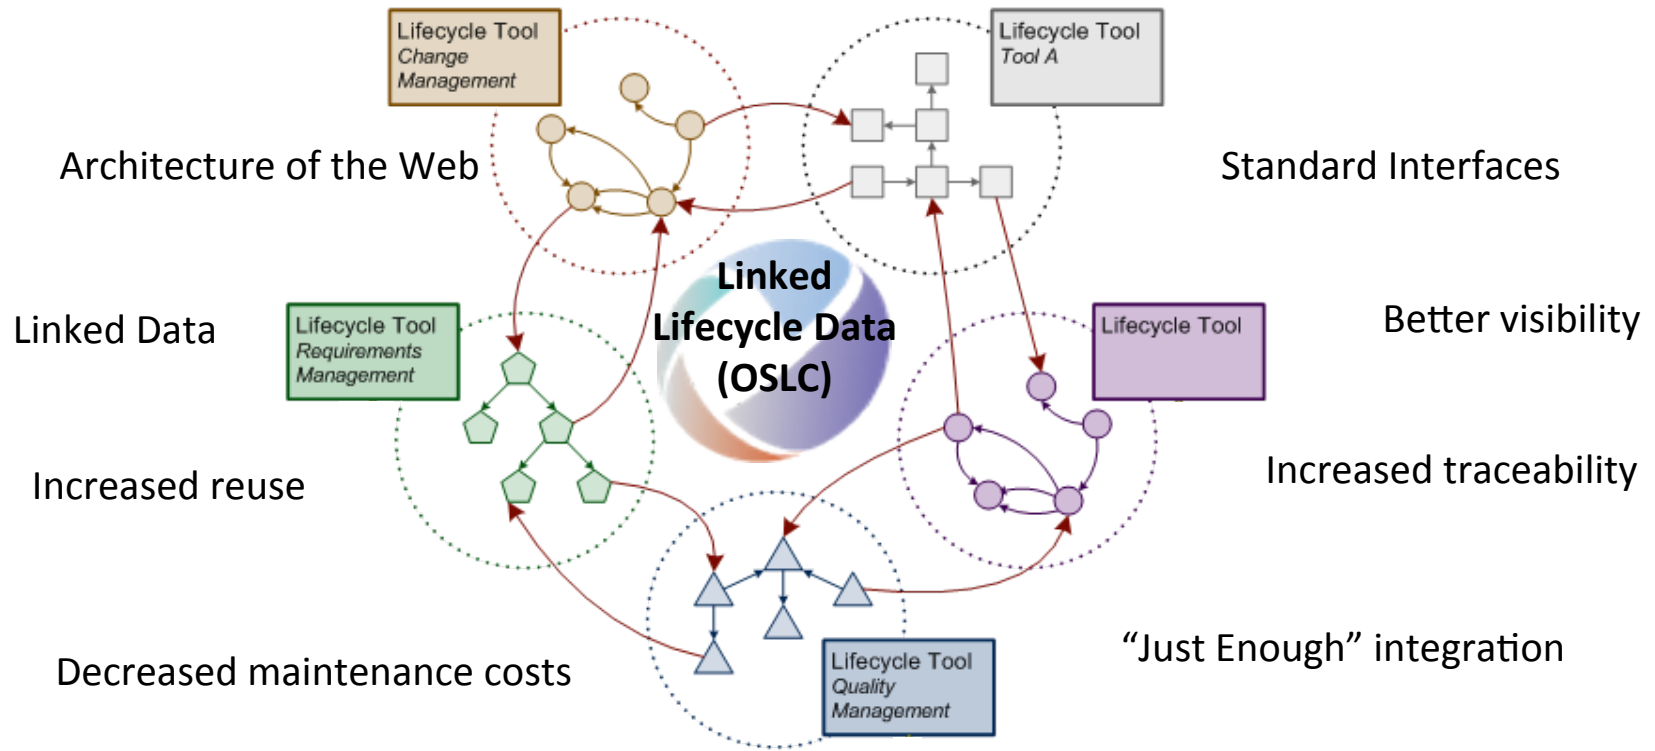 Lifecycle Tool
Change
Management
Lifecycle Tool
Tool A
Architecture of the Web
Standard Interfaces
Linked
Lifecycle Data
(OSLC)
Linked Data
Lifecycle Tool
Requirements
Management
Lifecycle Tool
Better visibility
Increased reuse
Increased traceability
Decreased maintenance costs
Lifecycle Tool
Quality
Management
“Just Enough” integration